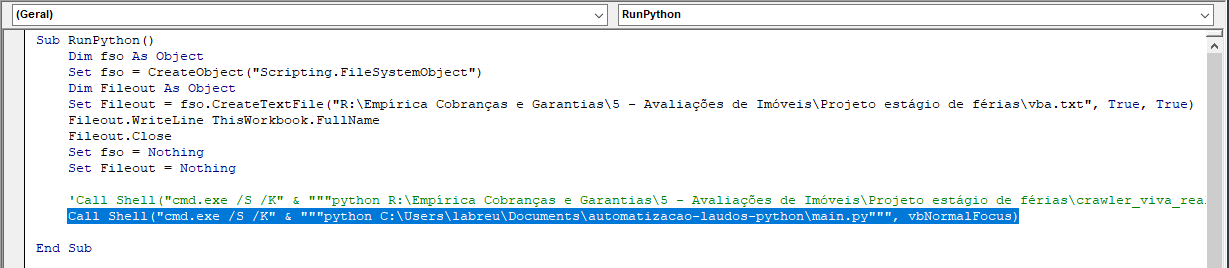 (Geral)
RunPython
Sub RunPython()
Dim fso As Object
Set fso = CreateObject("Scripting.FileSystemObject")
Dim Fileout As Object
Set Fileout = fso.CreateTextFile("R:\Empírica Cobranças e Garantias\5 - Avaliações de Imóveis\Projeto estágio de férias\vba.txt", True, True)
Fileout.WriteLine ThisWorkbook.FullName
Fileout.Close
Set fso = Nothing
Set Fileout = Nothing
'Call Shell("cmd.exe /S /K" & """python R:\Empírica Cobranças e Garantias\5 - Avaliações de Imóveis\Projeto estágio de férias\crawler_viva_real
Call Shell("cmd.exe /S /K" & """python C:\Users\labreu\Documents\automatizacao-laudos-python\main.py""", vbNormalFocus)
End Sub